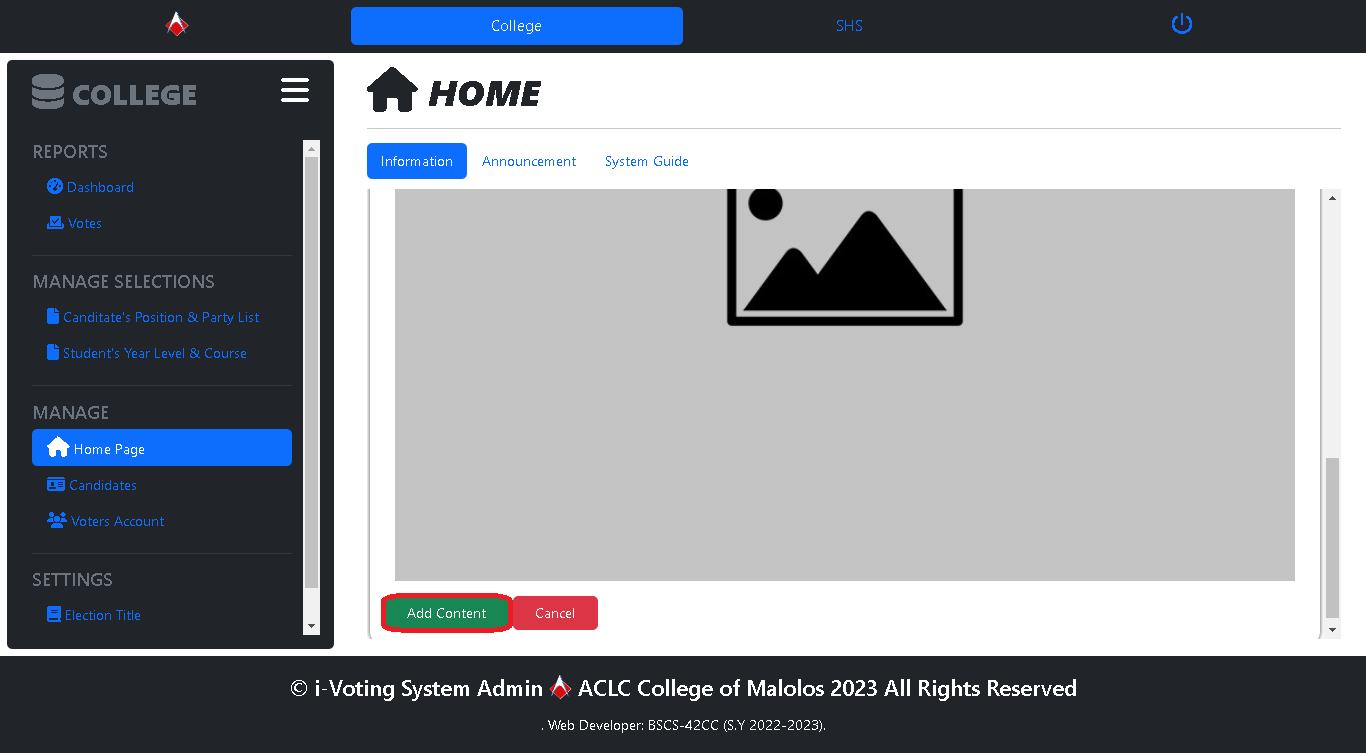 College
SHS
COLLEGE
REPORTS
Dashboard
Votes
MANAGE SELECTIONS
Canditate's Position & Party List
Student's Year Level & Course
MANAGE
Home Page
Candidates
Voters Account
SETTINGS
Election Title
HOME
Information Announcement System Guide
Add Content Cancel
© i-Voting System Admin ACLC College of Malolos 2023 All Rights Reserved
. Web Developer: BSCS-42CC (S.Y 2022-2023).